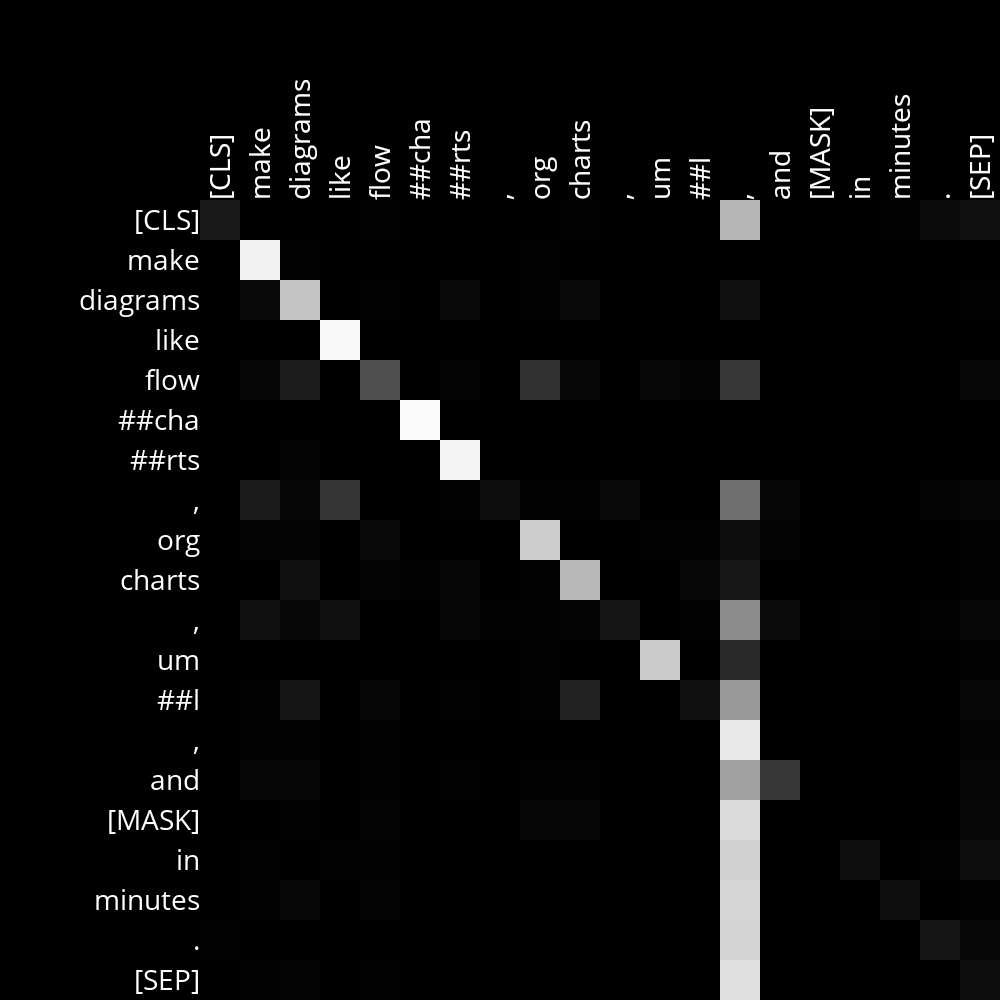 [CLS] make diagrams like flow ##cha ##rts , org charts , um ##l , and [MASK] in minutes . [SEP]
[CLS]
make
diagrams
like
flow
##cha
##rts
,
org
charts
,
um
##l
,
and
[MASK]
in
minutes
.
[SEP]